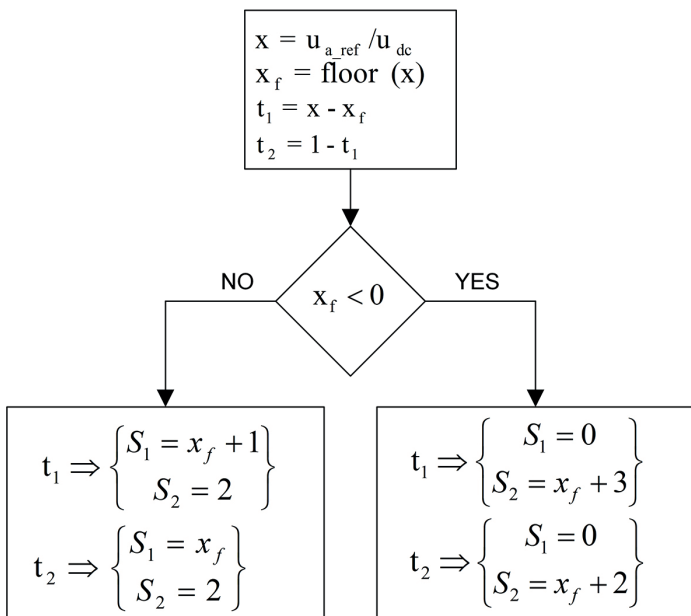 x = u_a_ref / u_dc
x_f = floor (x)
t_1 = x - x_f
t_2 = 1 - t_1
NO
x_f < 0
YES
t_1 ⇒ { S_1 = x_f + 1
S_2 = 2 }
t_2 ⇒ { S_1 = x_f
S_2 = 2 }
t_1 ⇒ { S_1 = 0
S_2 = x_f + 3 }
t_2 ⇒ { S_1 = 0
S_2 = x_f + 2 }